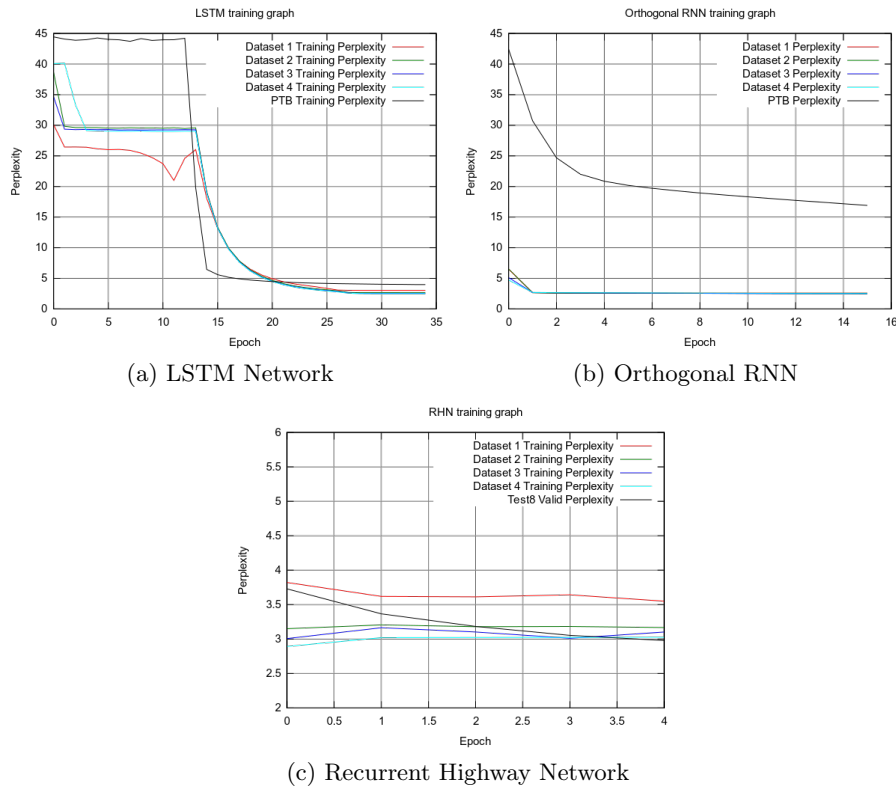 LSTM training graph
45
40
35
30
25
20
15
10
5
0
Perplexity
Dataset 1 Training Perplexity
Dataset 2 Training Perplexity
Dataset 3 Training Perplexity
Dataset 4 Training Perplexity
PTB Training Perplexity
0 5 10 15 20 25 30 35
Epoch
(a) LSTM Network
Orthogonal RNN training graph
45
40
35
30
25
20
15
10
5
0
Perplexity
Dataset 1 Perplexity
Dataset 2 Perplexity
Dataset 3 Perplexity
Dataset 4 Perplexity
PTB Perplexity
0 2 4 6 8 10 12 14 16
Epoch
(b) Orthogonal RNN
RHN training graph
6
5.5
5
4.5
4
3.5
3
2.5
2
Perplexity
Dataset 1 Training Perplexity
Dataset 2 Training Perplexity
Dataset 3 Training Perplexity
Dataset 4 Training Perplexity
Test8 Valid Perplexity
0 0.5 1 1.5 2 2.5 3 3.5 4
Epoch
(c) Recurrent Highway Network